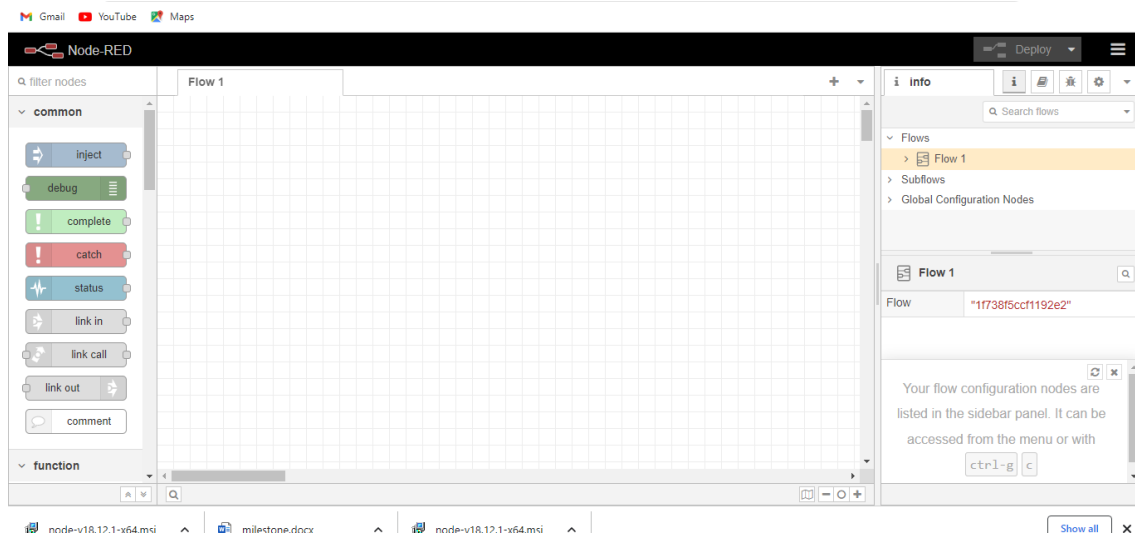 Gmail YouTube Maps
Node-RED Deploy
filter nodes Flow 1 info
Search flows
common
Flows
Flow 1
Subflows
Global Configuration Nodes
inject
debug
complete
catch
status
link in
link call
link out
comment
function
Flow 1
Flow "1f738f5ccf1192e2"
Your flow configuration nodes are
listed in the sidebar panel. It can be
accessed from the menu or with
ctrl-g c
node-v18.12.1-x64.msi milestone.docx node-v18.12.1-x64.msi Show all